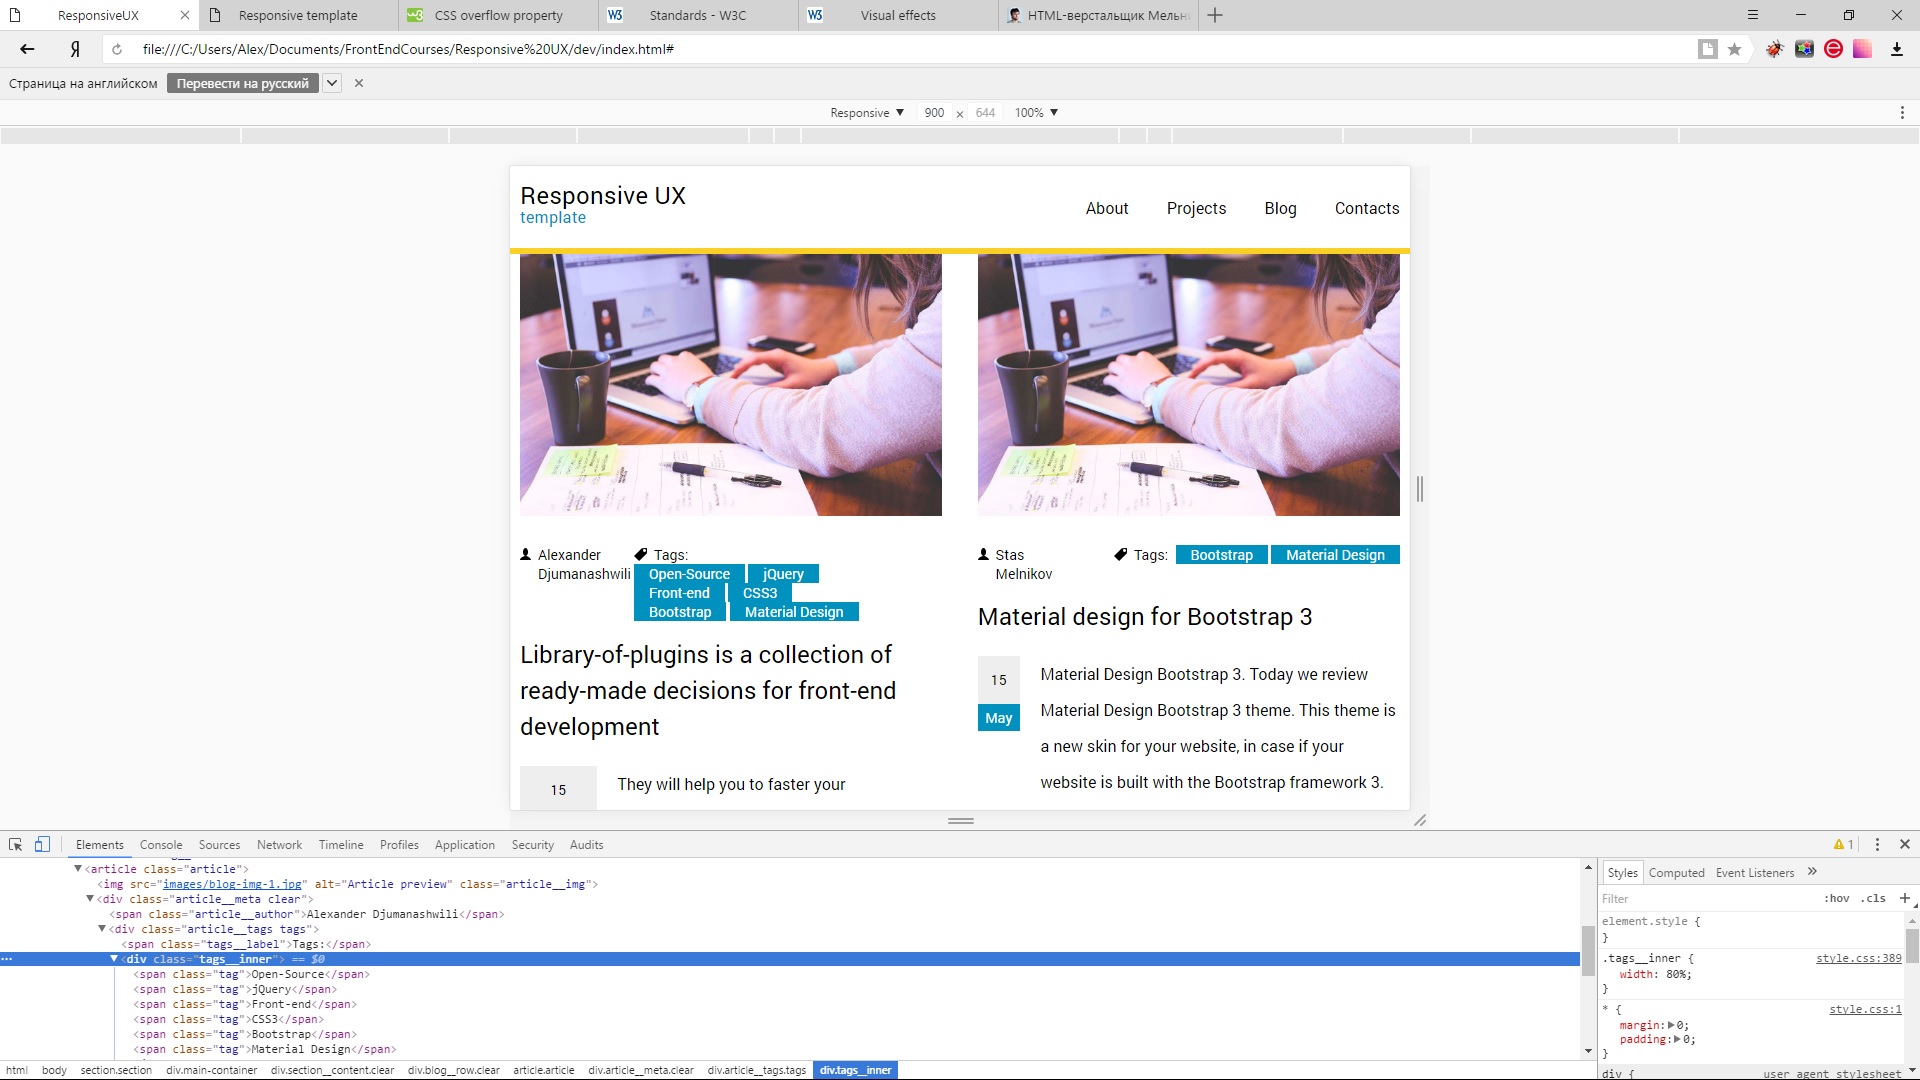 ResponsiveUX
Responsive template
CSS overflow property
Standards - W3C
Visual effects
HTML-верстальщик Мельни
Я
file:///C:/Users/Alex/Documents/FrontEndCourses/Responsive%20UX/dev/index.html#
Страница на английском
Перевести на русский
Responsive ▼ 900 × 644 100% ▼
Responsive UX
template
About Projects Blog Contacts
Alexander
Djumanashwili
Tags:
Open-Source jQuery
Front-end CSS3
Bootstrap Material Design
Library-of-plugins is a collection of
ready-made decisions for front-end
development
15
They will help you to faster your
Stas
Melnikov
Tags: Bootstrap Material Design
Material design for Bootstrap 3
15
May
Material Design Bootstrap 3. Today we review
Material Design Bootstrap 3 theme. This theme is
a new skin for your website, in case if your
website is built with the Bootstrap framework 3.
Elements Console Sources Network Timeline Profiles Application Security Audits
1
▼<article class="article">
<img src="images/blog-img-1.jpg" alt="Article preview" class="article__img">
▼<div class="article__meta clear">
<span class="article__author">Alexander Djumanashwili</span>
▼<div class="article__tags tags">
<span class="tags__label">Tags:</span>
... ▼<div class="tags__inner"> == $0
<span class="tag">Open-Source</span>
<span class="tag">jQuery</span>
<span class="tag">Front-end</span>
<span class="tag">CSS3</span>
<span class="tag">Bootstrap</span>
<span class="tag">Material Design</span>
html body section.section div.main-container div.section__content.clear div.blog__row.clear article.article div.article__meta.clear div.article__tags.tags div.tags__inner
Styles Computed Event Listeners »
Filter :hov .cls +
element.style {
}
.tags__inner { style.css:389
width: 80%;
}
* { style.css:1
margin:▶0;
padding:▶0;
}
div { user agent stylesheet